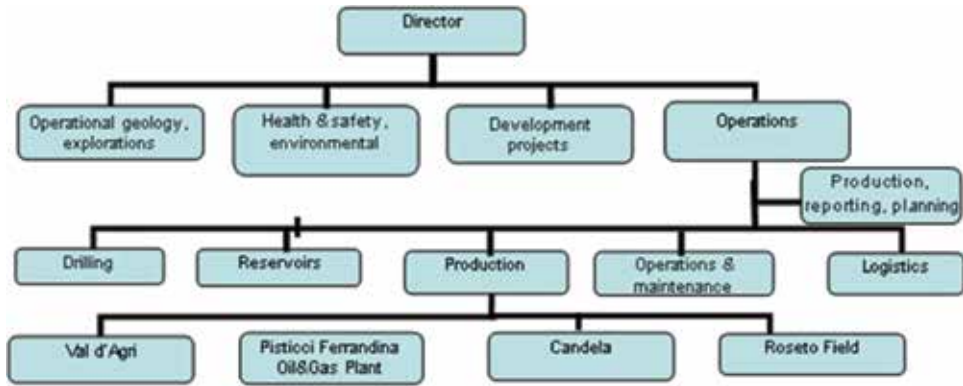 Director
Operational geology,
explorations
Health & safety,
environmental
Development
projects
Operations
Production,
reporting, planning
Drilling
Reservoirs
Production
Operations &
maintenance
Logistics
Val d'Agri
Pisticci Ferrandina
Oil&Gas Plant
Candela
Roseto Field